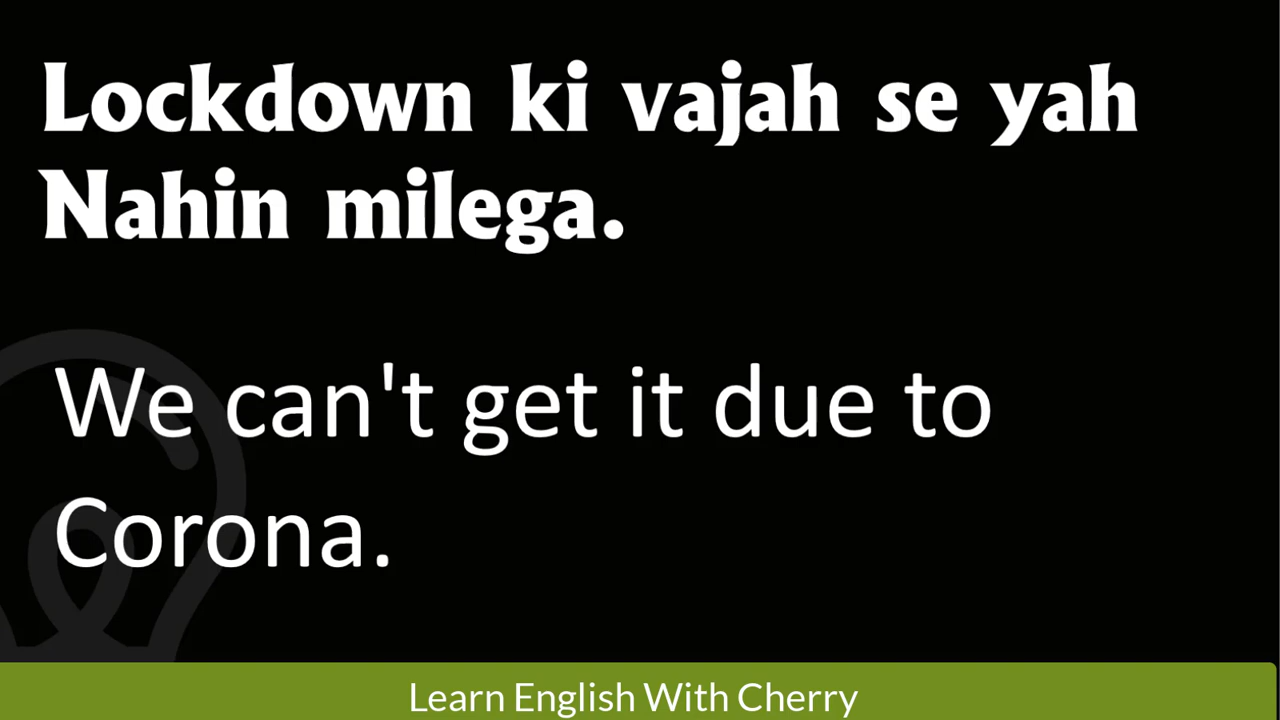 Lockdown ki vajah se yah
Nahin milega.
We can't get it due to
Corona.
Learn English With Cherry